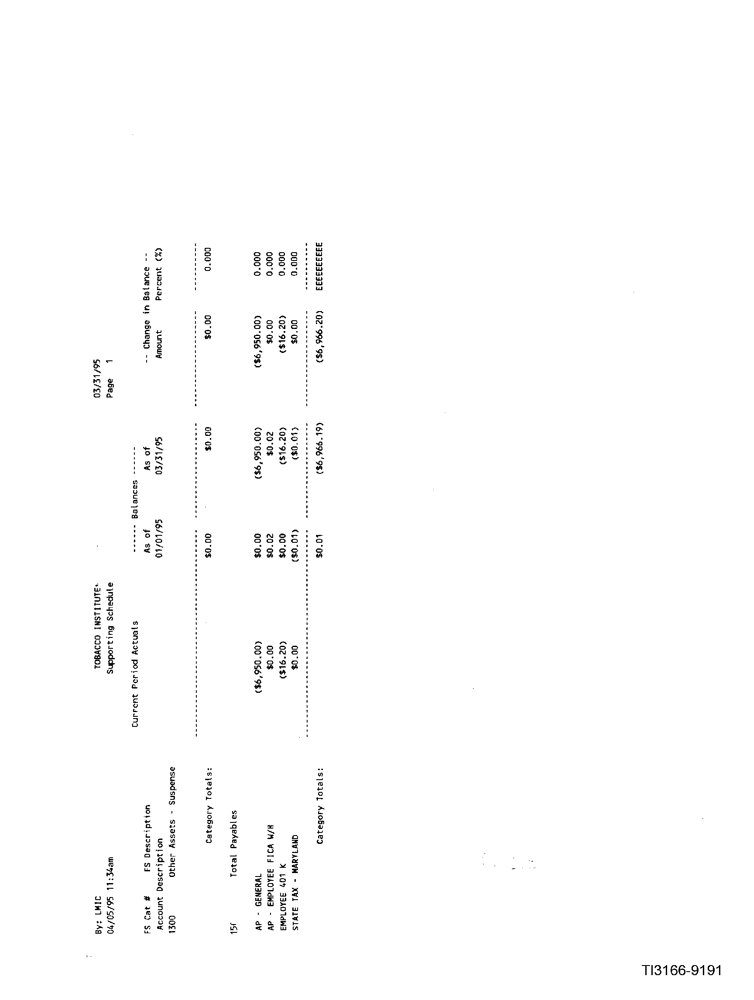 By: LMIC TOBACCO INSTITUTE 03/31/95
04/05/95 11:34am Supporting Schedule Page 1
Current Period Actuals ------ Balances ------ -- Change in Balance --
FS Cat # FS Description As of As of Amount Percent (%)
Account Description 01/01/95 03/31/95
1300 Other Assets - Suspense
Category Totals: $0.00 $0.00 $0.00 0.000
Total Payables
AP - GENERAL ($6,950.00) $0.00 ($6,950.00) ($6,950.00) 0.000
AP - EMPLOYEE FICA W/H $0.00 $0.02 $0.02 $0.00 0.000
EMPLOYEE 401 K ($16.20) $0.00 ($16.20) ($16.20) 0.000
STATE TAX - MARYLAND $0.00 ($0.01) ($0.01) $0.00 0.000
Category Totals: $0.01 ($6,966.19) ($6,966.20) EEEEEEEEEE
TI3166-9191